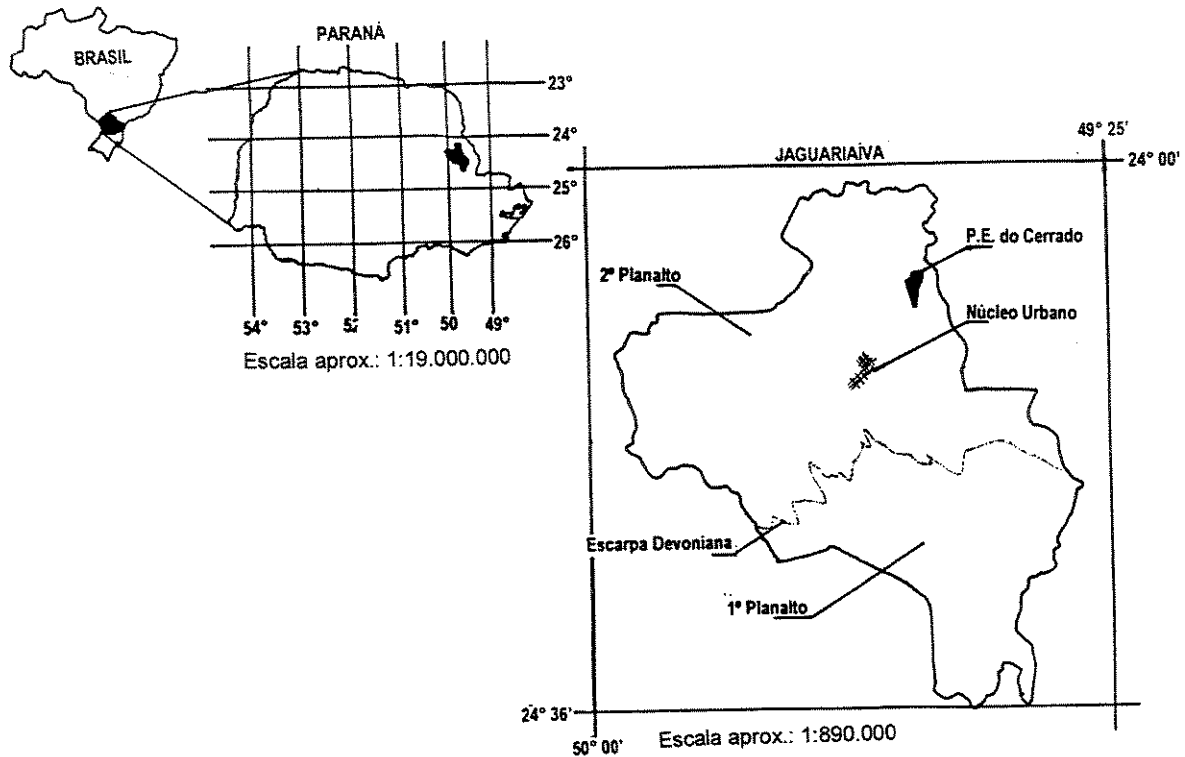 BRASIL
PARANÁ
23°
24°
25°
26°
54°
53°
52
51°
50
49°
Escala aprox.: 1:19.000.000
49° 25'
24° 00'
JAGUARIAÍVA
P.E. do Cerrado
2º Planalto
Núcleo Urbano
Escarpa Devoniana
1º Planalto
24° 36'
50° 00'
Escala aprox.: 1:890.000